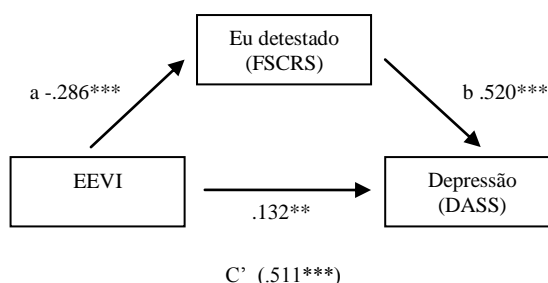 Eu detestado
(FSCRS)
a -.286***
b .520***
EEVI
Depressão
(DASS)
.132**
C’ (.511***)